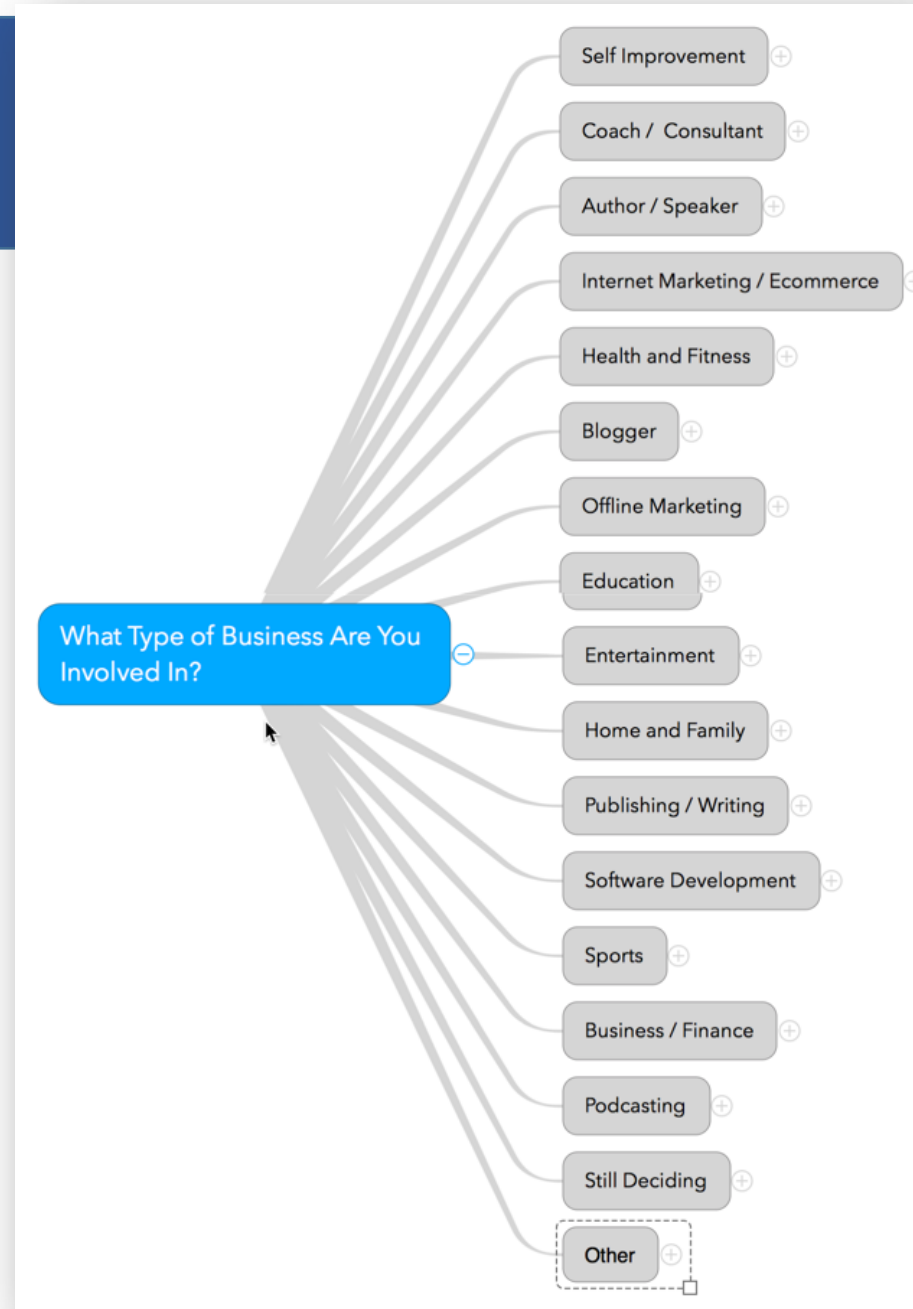 Self Improvement
Coach /  Consultant
Author / Speaker
Internet Marketing / Ecommerce
Health and Fitness
Blogger
Offline Marketing
Education
What Type of Business Are You
Involved In?
Entertainment
Home and Family
Publishing / Writing
Software Development
Sports
Business / Finance
Podcasting
Still Deciding
Other